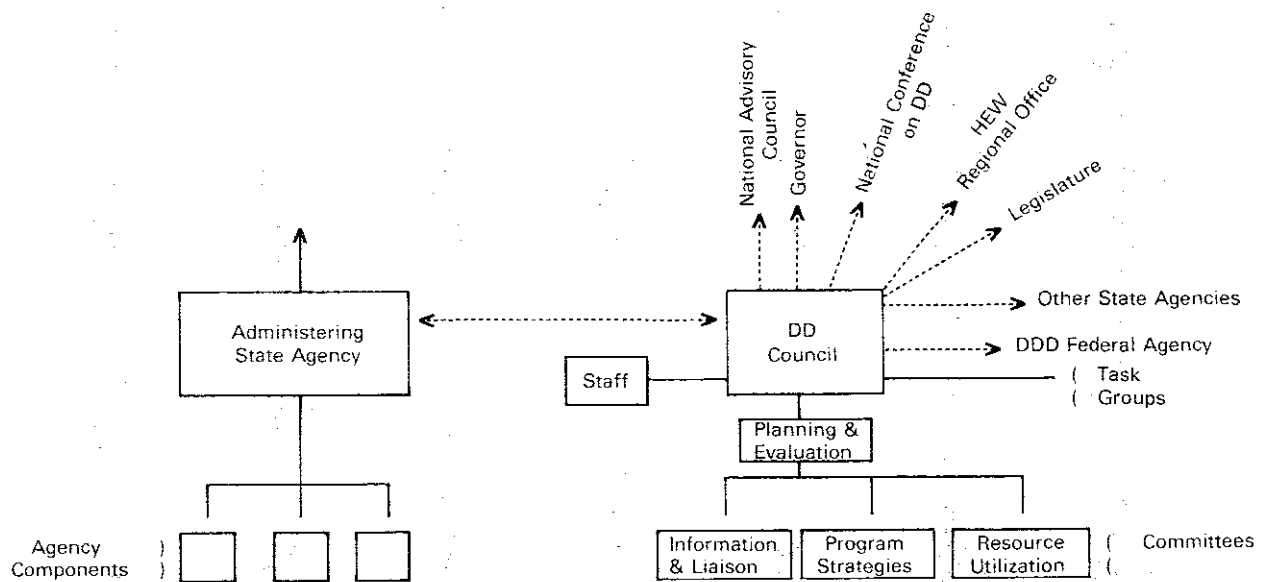 National Advisory
Council
Governor
National Conference
on DD
HEW
Regional Office
Legislature
Other State Agencies
DDD Federal Agency
Administering
State Agency
DD
Council
Staff
( Task
( Groups
Planning &
Evaluation
Agency )
Components )
Information
& Liaison
Program
Strategies
Resource
Utilization
( Committees
(